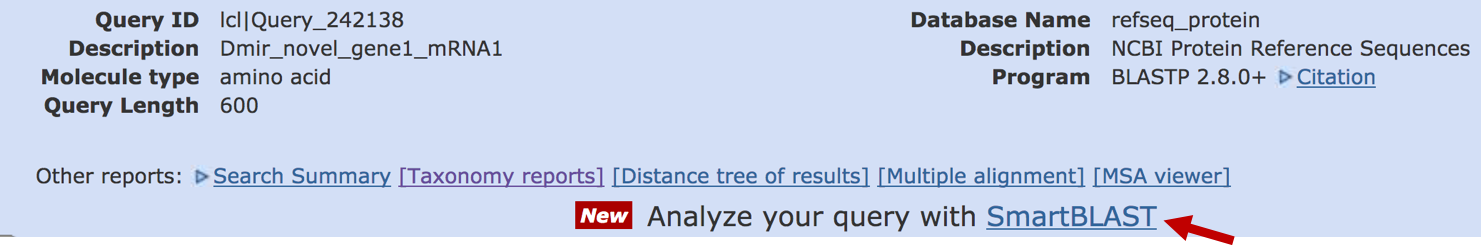 Query ID lcl|Query_242138
Description Dmir_novel_gene1_mRNA1
Molecule type amino acid
Query Length 600
Database Name refseq_protein
Description NCBI Protein Reference Sequences
Program BLASTP 2.8.0+ Citation
Other reports: Search Summary [Taxonomy reports] [Distance tree of results] [Multiple alignment] [MSA viewer]
New Analyze your query with SmartBLAST